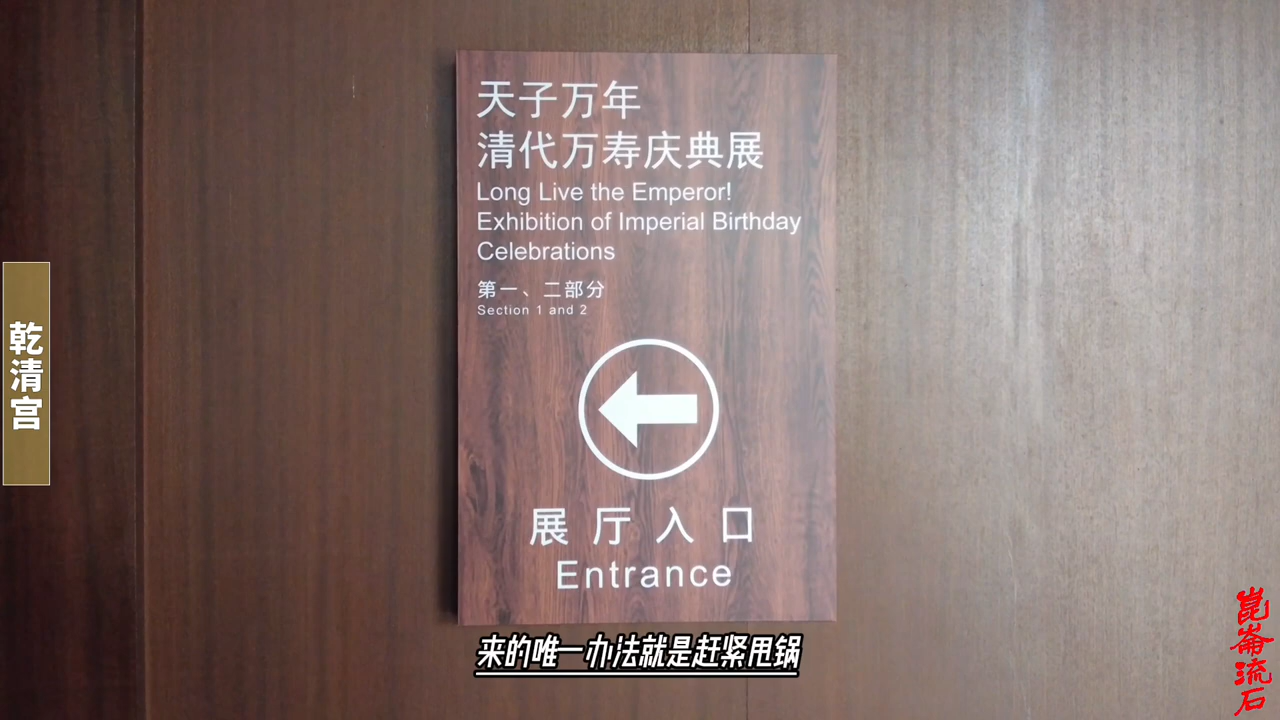 天子万年
清代万寿庆典展
Long Live the Emperor!
Exhibition of Imperial Birthday
Celebrations
第一、二部分
Section 1 and 2
展厅入口
Entrance
乾清宫
来的唯一办法就是赶紧甩锅
崑崙流石